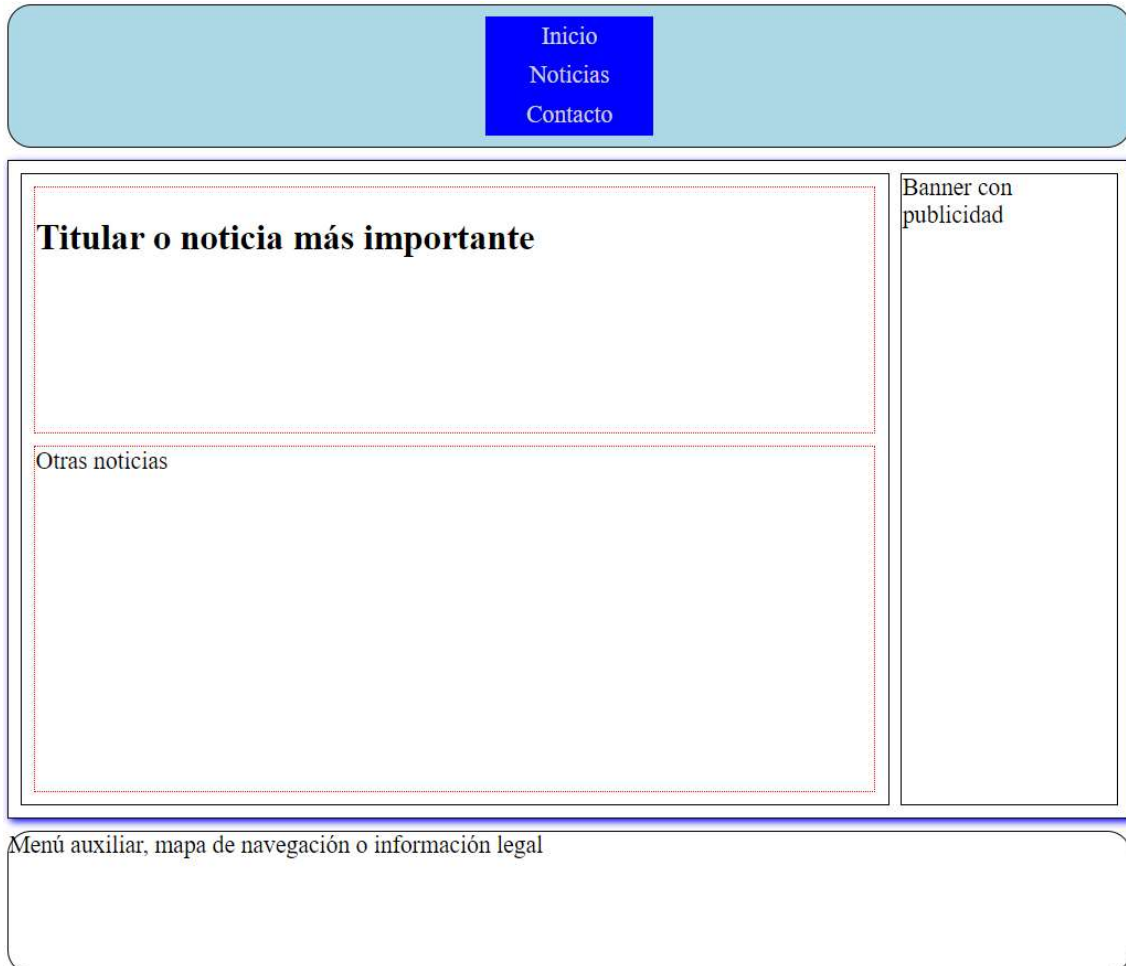 Inicio
Noticias
Contacto
Titular o noticia más importante
Banner con
publicidad
Otras noticias
Menú auxiliar, mapa de navegación o información legal